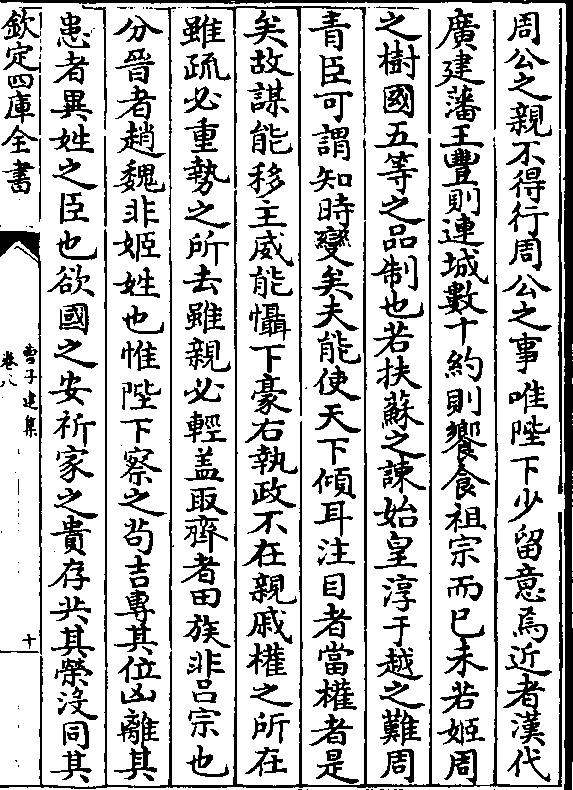 周公之親不得行周公之事唯陛下少留意焉近者漢代
廣建藩王豐則連城數十約則饗食祖宗而已未若姬周
之樹國五等之品制也若扶蘇之諫始皇淳于越之難周
青臣可謂知時變矣夫能使天下傾耳注目者當權者是
矣故謀能移主威能懾下豪右執政不在親戚權之所在
雖疏必重勢之所去雖親必輕盖取齊者田族非吕宗也
分晉者趙魏非姬姓也惟陛下察之茍吉專其位凶離其
患者異姓之臣也欲國之安祈家之貴存共其榮沒同其
欽定四庫全書
曹子建集
卷八
十